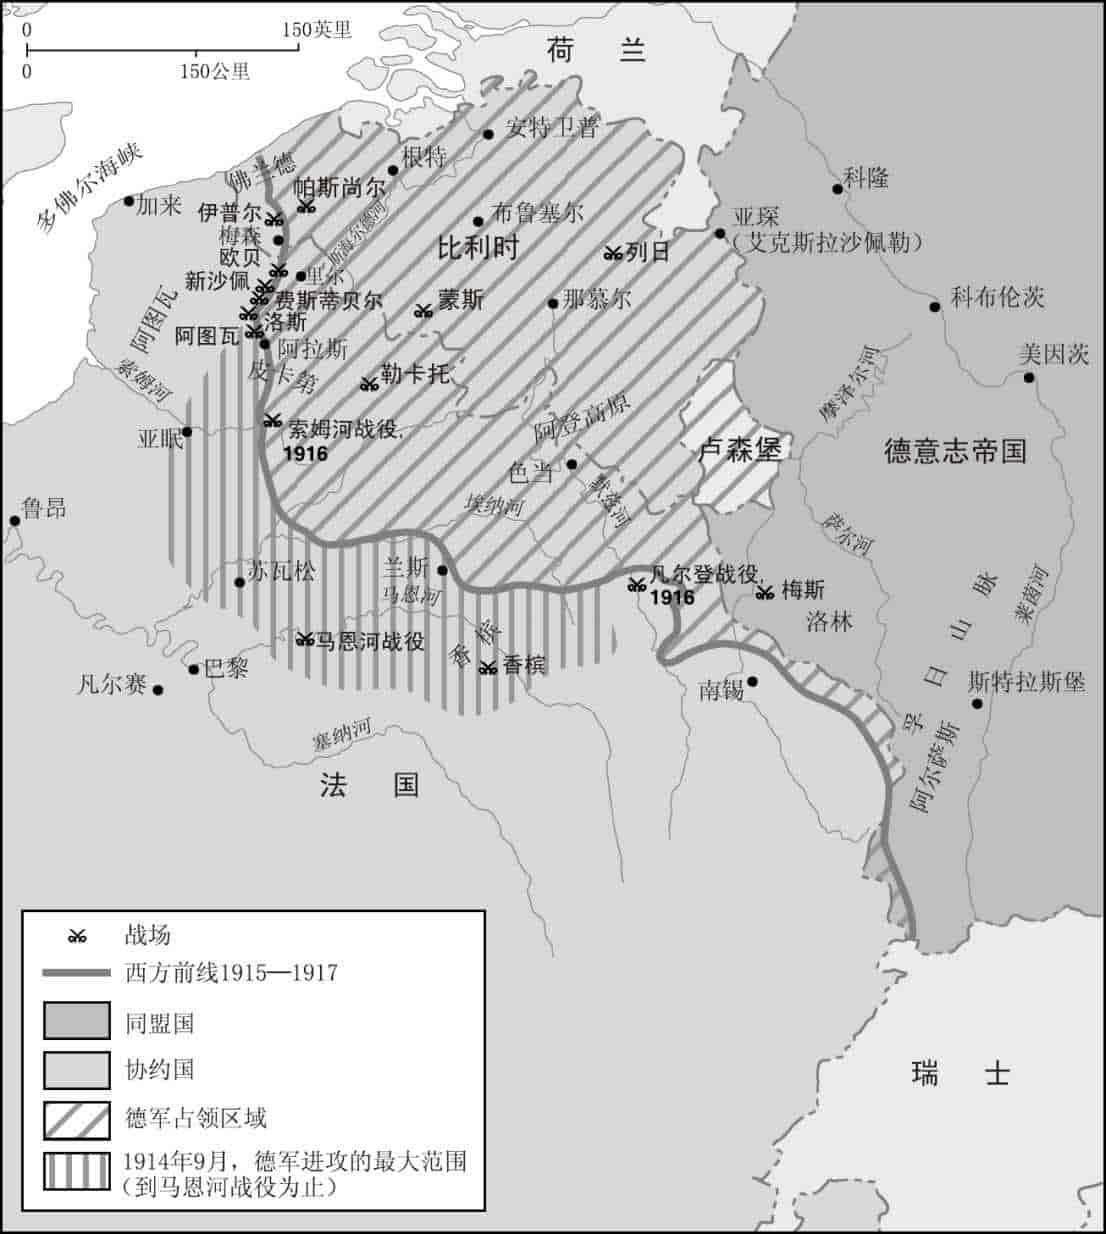 0
150英里
0
150公里
荷 兰
安特卫普
根特
多佛尔海峡
佛兰德
帕斯尚尔
加来
科隆
伊普尔
斯海尔德河
布鲁塞尔
亚琛
（艾克斯拉沙佩勒）
梅森
比利时
列日
欧贝
新沙佩
里尔
费斯蒂贝尔
蒙斯
那慕尔
科布伦茨
阿图瓦
洛斯
阿图瓦
阿拉斯
美因茨
索姆河
皮卡第
勒卡托
摩泽尔河
阿登高原
亚眠
索姆河战役,
1916
卢森堡
德意志帝国
色当
默兹河
鲁昂
埃纳河
萨尔河
苏瓦松
兰斯
凡尔登战役,
1916
梅斯
马恩河
洛林
莱茵河
马恩河战役
香槟
香槟
孚日山脉
凡尔赛
巴黎
南锡
斯特拉斯堡
塞纳河
阿尔萨斯
法 国
战场
西方前线1915—1917
同盟国
协约国
德军占领区域
1914年9月，德军进攻的最大范围
（到马恩河战役为止）
瑞 士